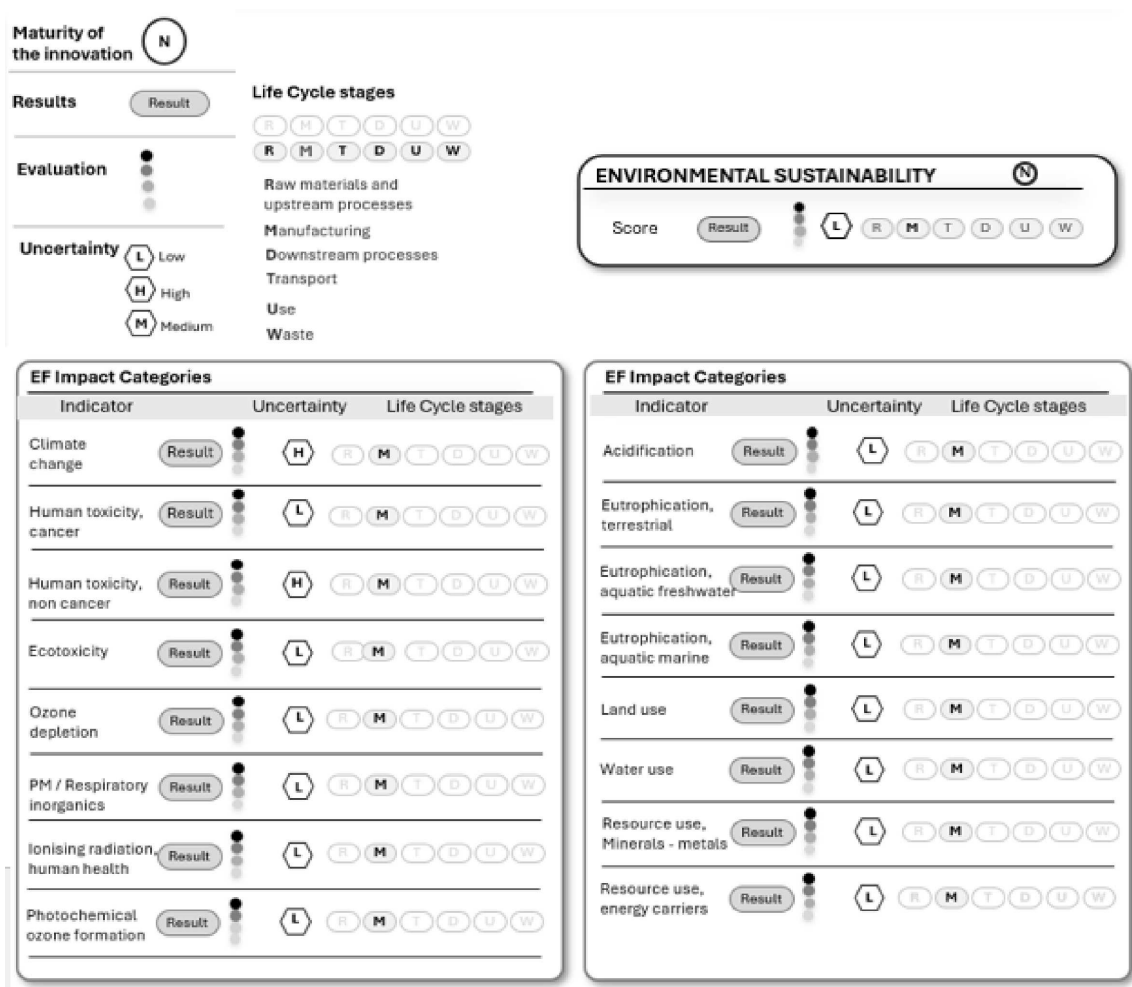 Maturity of
the innovation
N
Results
Result
Evaluation
Uncertainty
L Low
H High
M Medium
Life Cycle stages
R M T D U W
R M T D U W
Raw materials and
upstream processes
Manufacturing
Downstream processes
Transport
Use
Waste
ENVIRONMENTAL SUSTAINABILITY N
Score Result L R M T D U W
EF Impact Categories
Indicator Uncertainty Life Cycle stages
Climate
change
Result H R M T D U W
Human toxicity,
cancer
Result L R M T D U W
Human toxicity,
non cancer
Result H R M T D U W
Ecotoxicity Result L R M T D U W
Ozone
depletion
Result L R M T D U W
PM / Respiratory
inorganics
Result L R M T D U W
Ionising radiation,
human health
Result L R M T D U W
Photochemical
ozone formation
Result L R M T D U W
EF Impact Categories
Indicator Uncertainty Life Cycle stages
Acidification Result L R M T D U W
Eutrophication,
terrestrial
Result L R M T D U W
Eutrophication,
aquatic freshwater
Result L R M T D U W
Eutrophication,
aquatic marine
Result L R M T D U W
Land use Result L R M T D U W
Water use Result L R M T D U W
Resource use,
Minerals - metals
Result L R M T D U W
Resource use,
energy carriers
Result L R M T D U W